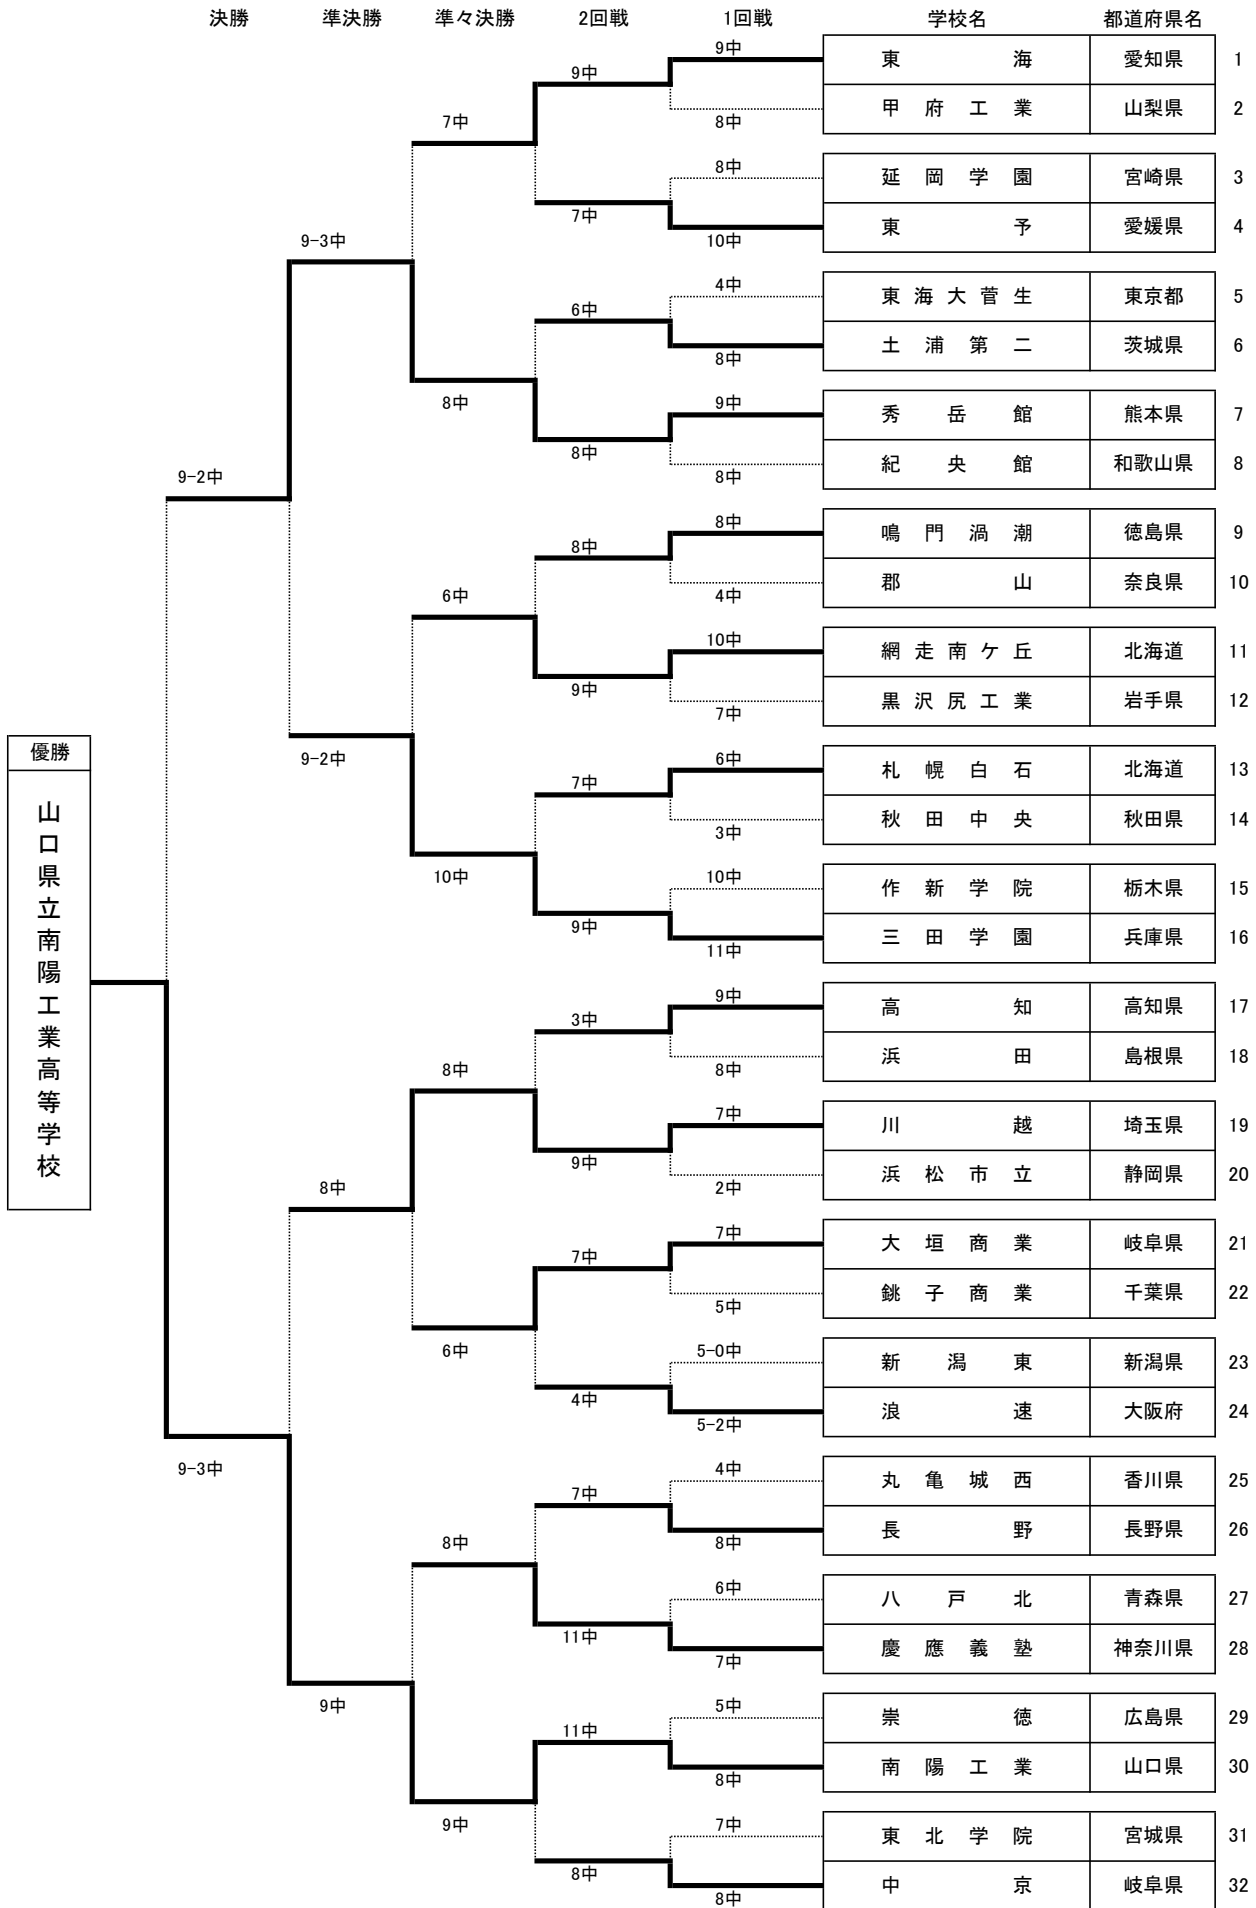 決勝 準決勝 準々決勝 2回戦 1回戦 学校名 都道府県名
9中
東海 愛知県 1
9中
甲府工業 山梨県 2
8中
7中
8中
延岡学園 宮崎県 3
7中
東予 愛媛県 4
10中
9-3中
4中
東海大菅生 東京都 5
6中
土浦第二 茨城県 6
8中
8中
9中
秀岳館 熊本県 7
8中
紀央館 和歌山県 8
8中
9-2中
8中
鳴門渦潮 徳島県 9
8中
郡山 奈良県 10
4中
6中
10中
網走南ケ丘 北海道 11
9中
黒沢尻工業 岩手県 12
7中
9-2中
6中
札幌白石 北海道 13
7中
秋田中央 秋田県 14
3中
10中
10中
作新学院 栃木県 15
9中
三田学園 兵庫県 16
11中
優勝
山口県立南陽工業高等学校
9中
高知 高知県 17
3中
浜田 島根県 18
8中
8中
7中
川越 埼玉県 19
9中
浜松市立 静岡県 20
2中
8中
7中
大垣商業 岐阜県 21
7中
銚子商業 千葉県 22
5中
6中
5-0中
新潟東 新潟県 23
4中
浪速 大阪府 24
5-2中
9-3中
4中
丸亀城西 香川県 25
7中
長野 長野県 26
8中
8中
6中
八戸北 青森県 27
11中
慶應義塾 神奈川県 28
7中
9中
5中
崇徳 広島県 29
11中
南陽工業 山口県 30
8中
9中
7中
東北学院 宮城県 31
8中
中京 岐阜県 32
8中